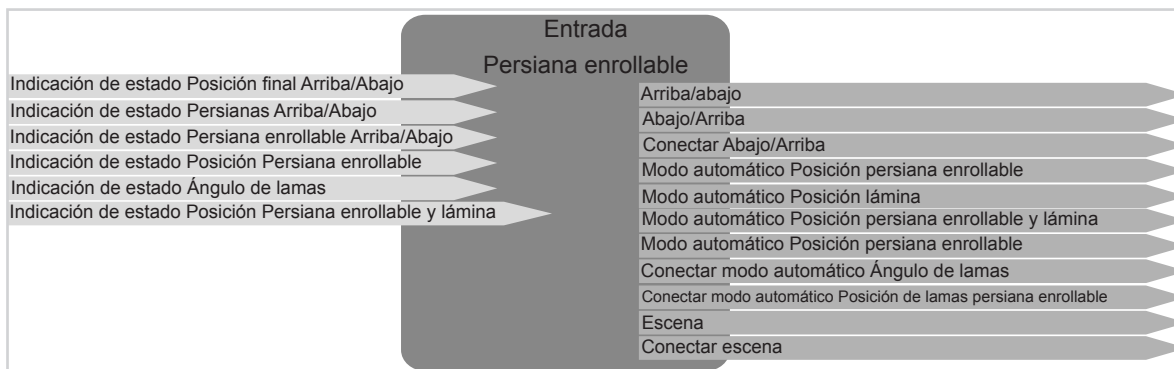 Entrada
Persiana enrollable
Indicación de estado Posición final Arriba/Abajo
Indicación de estado Persianas Arriba/Abajo
Indicación de estado Persiana enrollable Arriba/Abajo
Indicación de estado Posición Persiana enrollable
Indicación de estado Ángulo de lamas
Indicación de estado Posición Persiana enrollable y lámina
Arriba/abajo
Abajo/Arriba
Conectar Abajo/Arriba
Modo automático Posición persiana enrollable
Modo automático Posición lámina
Modo automático Posición persiana enrollable y lámina
Modo automático Posición persiana enrollable
Conectar modo automático Ángulo de lamas
Conectar modo automático Posición de lamas persiana enrollable
Escena
Conectar escena